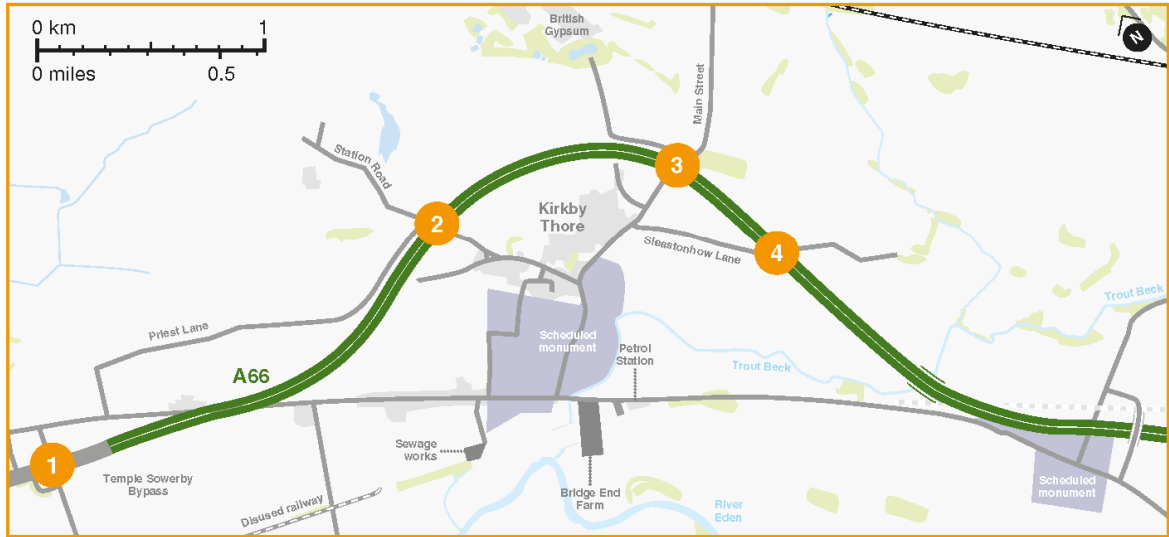 0 km 1
0 miles 0.5
British
Gypsum
N
Main Street
Station Road
3
2
Kirkby
Thore
Sleastonhow Lane
4
Trout Beck
Priest Lane
Scheduled
monument
Petrol
Station
Trout Beck
A66
Sewage
works
1
Temple Sowerby
Bypass
Scheduled
monument
Disused railway
Bridge End
Farm
River
Eden